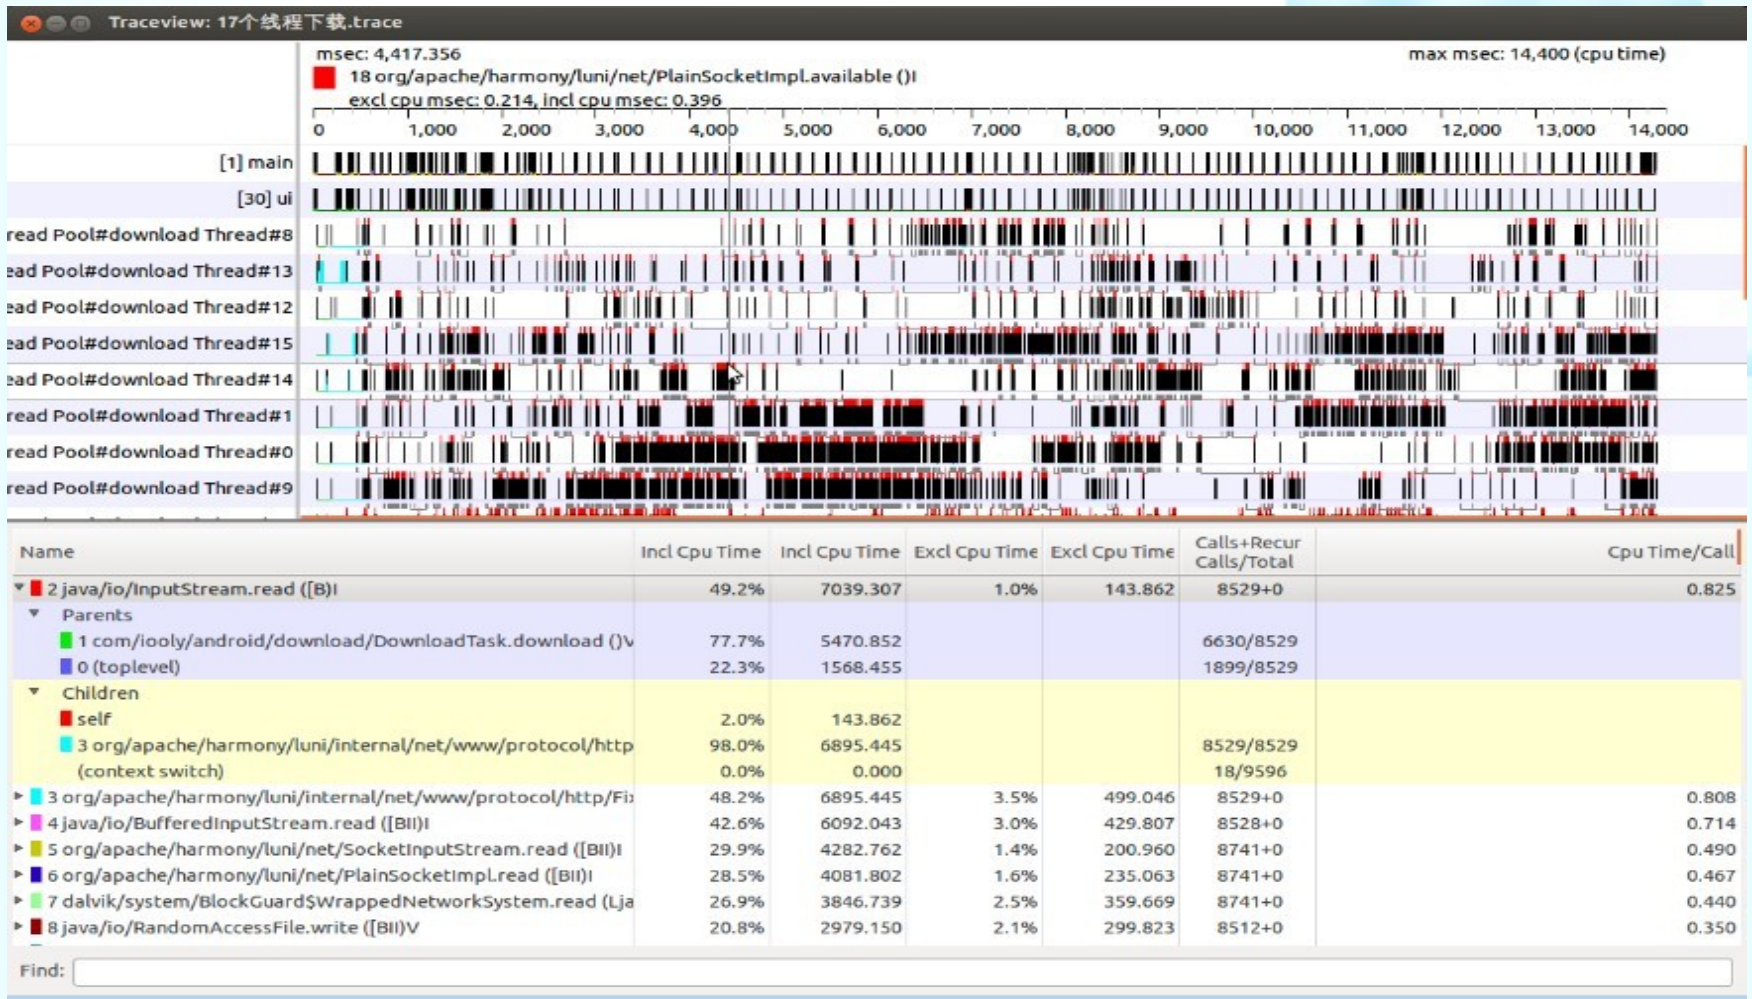 Traceview: 17个线程下载.trace
msec: 4,417.356 max msec: 14,400 (cpu time)
18 org/apache/harmony/luni/net/PlainSocketImpl.available ()I
excl cpu msec: 0.214, incl cpu msec: 0.396
0 1,000 2,000 3,000 4,000 5,000 6,000 7,000 8,000 9,000 10,000 11,000 12,000 13,000 14,000
[1] main
[30] ui
read Pool#download Thread#8
ead Pool#download Thread#13
ead Pool#download Thread#12
ead Pool#download Thread#15
ead Pool#download Thread#14
read Pool#download Thread#1
read Pool#download Thread#0
read Pool#download Thread#9
Name Incl Cpu Time Incl Cpu Time Excl Cpu Time Excl Cpu Time Calls+Recur Calls/Total Cpu Time/Call
2 java/io/InputStream.read ([B)I 49.2% 7039.307 1.0% 143.862 8529+0 0.825
Parents
1 com/iooly/android/download/DownloadTask.download ()V 77.7% 5470.852 6630/8529
0 (toplevel) 22.3% 1568.455 1899/8529
Children
self 2.0% 143.862
3 org/apache/harmony/luni/internal/net/www/protocol/http 98.0% 6895.445 8529/8529
(context switch) 0.0% 0.000 18/9596
3 org/apache/harmony/luni/internal/net/www/protocol/http/Fi 48.2% 6895.445 3.5% 499.046 8529+0 0.808
4 java/io/BufferedInputStream.read ([BII)I 42.6% 6092.043 3.0% 429.807 8528+0 0.714
5 org/apache/harmony/luni/net/SocketInputStream.read ([BII)I 29.9% 4282.762 1.4% 200.960 8741+0 0.490
6 org/apache/harmony/luni/net/PlainSocketImpl.read ([BII)I 28.5% 4081.802 1.6% 235.063 8741+0 0.467
7 dalvik/system/BlockGuard$WrappedNetworkSystem.read (Lja 26.9% 3846.739 2.5% 359.669 8741+0 0.440
8 java/io/RandomAccessFile.write ([BII)V 20.8% 2979.150 2.1% 299.823 8512+0 0.350
Find: